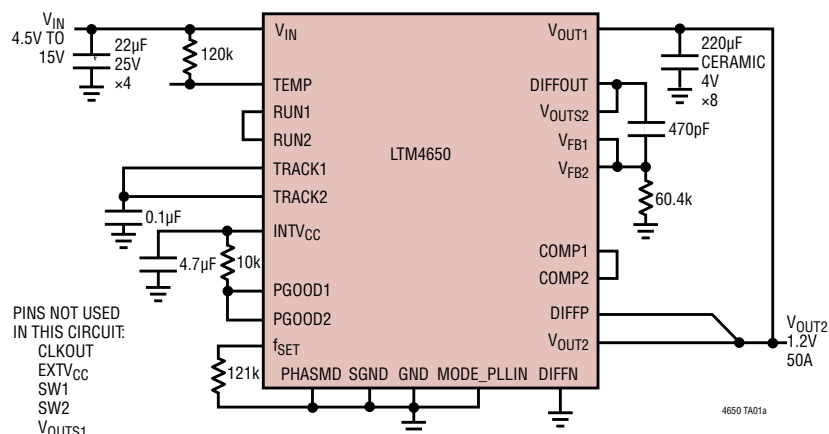 VIN
4.5V TO
15V
22µF
25V
×4
120k
VIN
TEMP
RUN1
RUN2
TRACK1
TRACK2
0.1µF
INTVCC
4.7µF
10k
PGOOD1
PGOOD2
fSET
121k
PHASMD SGND GND MODE_PLLIN DIFFN
LTM4650
VOUT1
DIFFOUT
VOUTS2
VFB1
VFB2
COMP1
COMP2
DIFFP
VOUT2
220µF
CERAMIC
4V
×8
470pF
60.4k
VOUT2
1.2V
50A
PINS NOT USED
IN THIS CIRCUIT:
CLKOUT
EXTVCC
SW1
SW2
VOUTS1
4650 TA01a